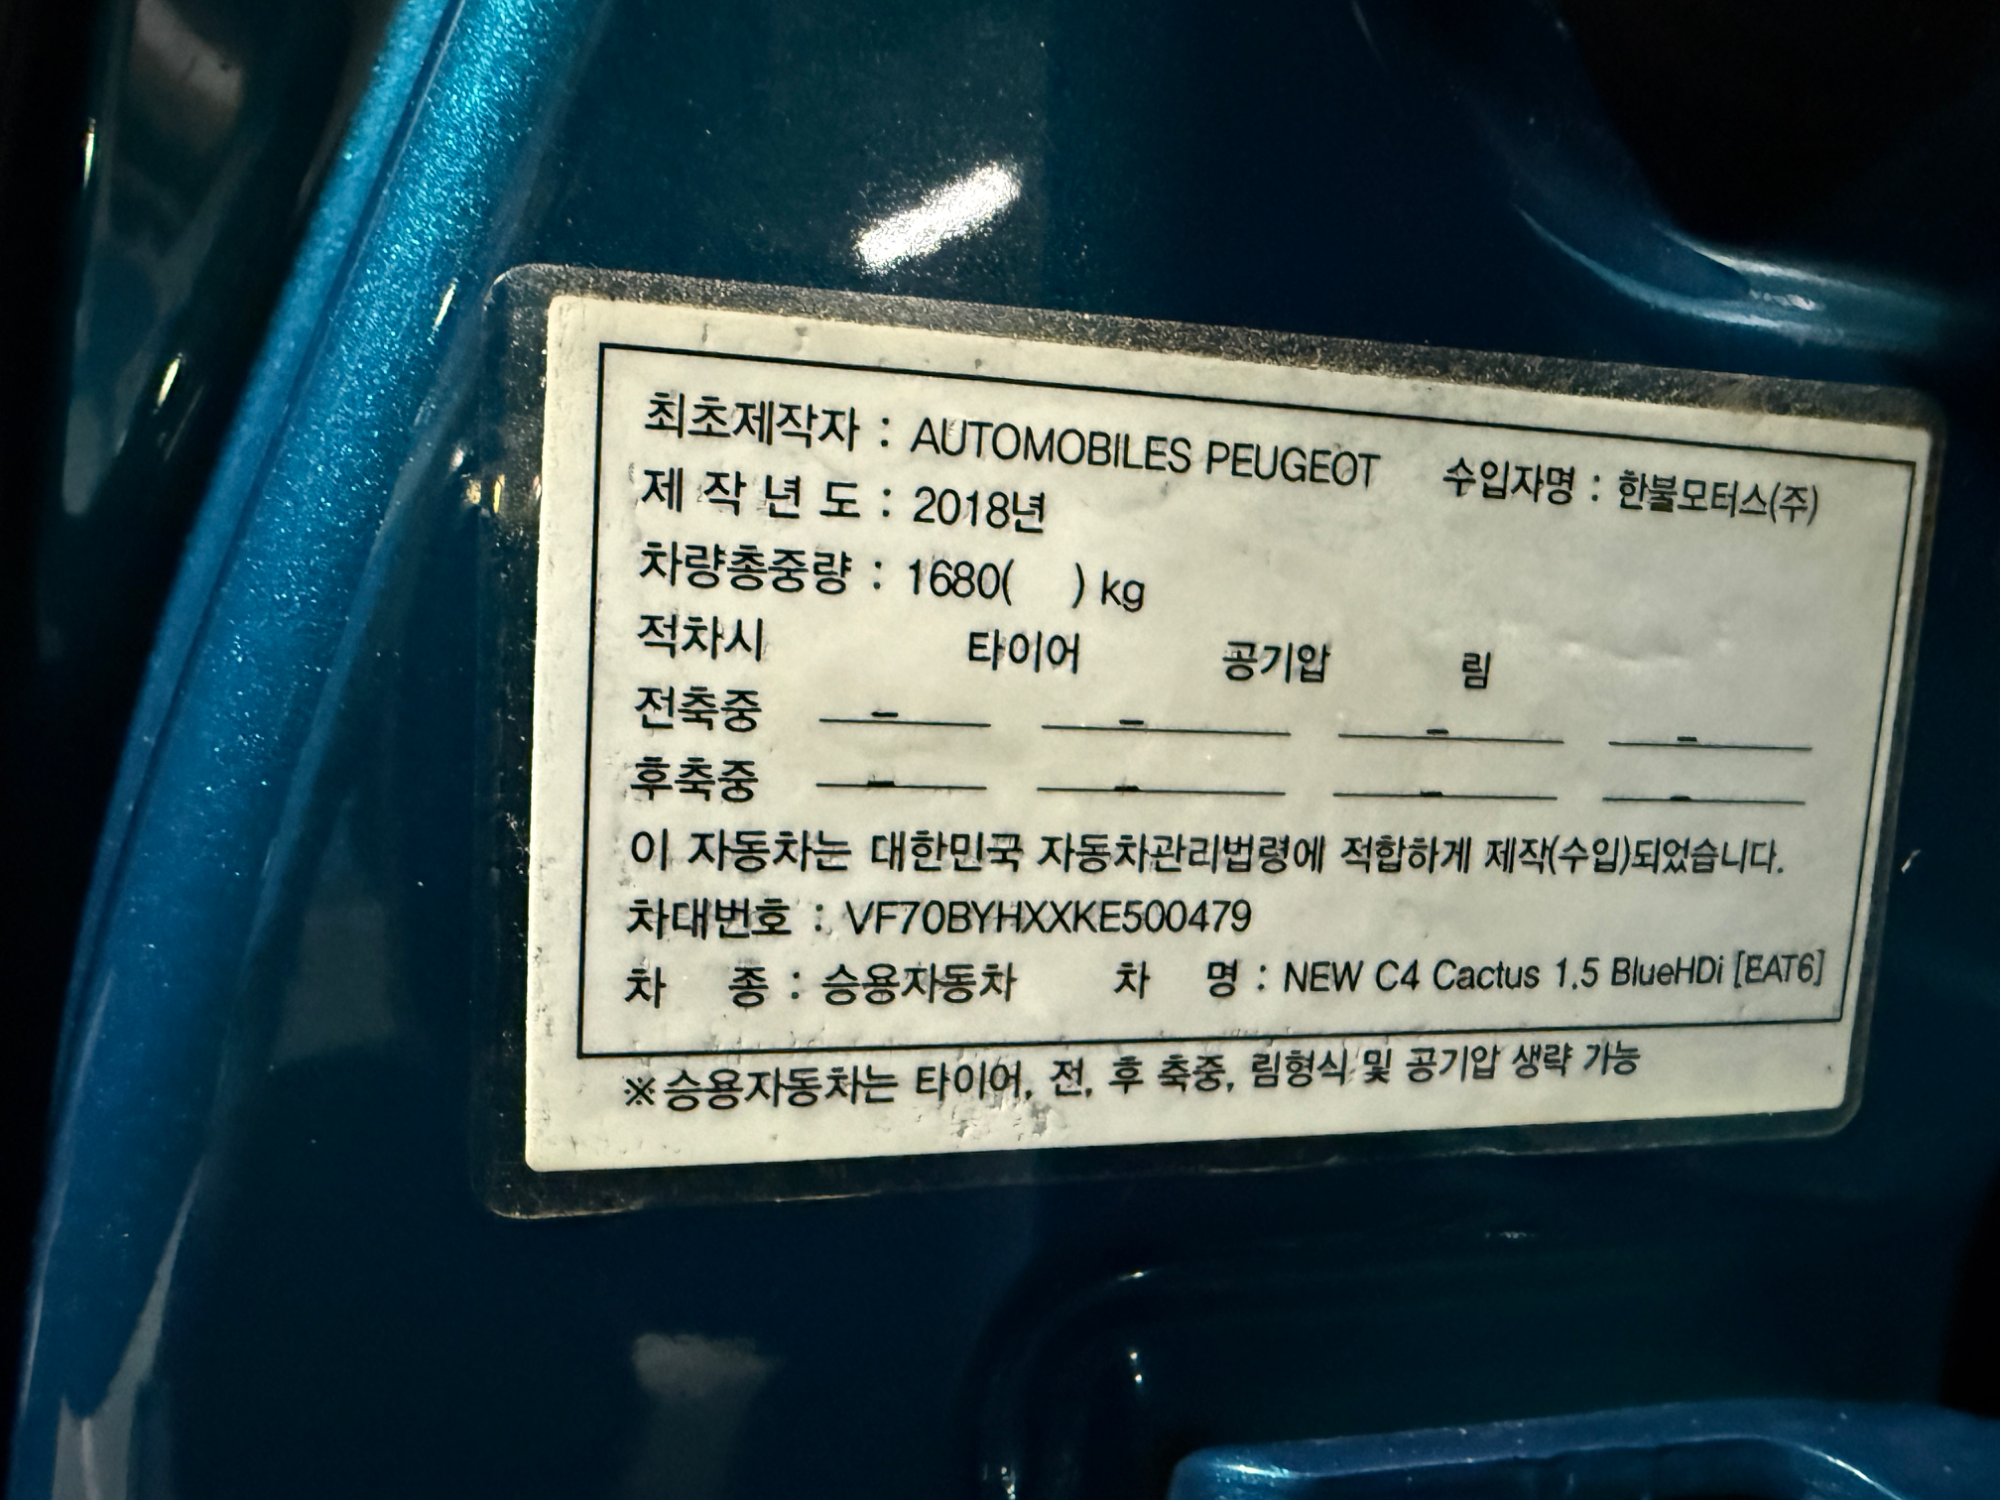 최초제작자 : AUTOMOBILES PEUGEOT 수입자명 : 한불모터스(주)
제 작 년 도 : 2018년
차량총중량 : 1680( ) kg
적차시 타이어 공기압 림
전축중 - - - -
후축중 - - - -
이 자동차는 대한민국 자동차관리법령에 적합하게 제작(수입)되었습니다.
차대번호 : VF70BYHXXKE500479
차 종 : 승용자동차 차 명 : NEW C4 Cactus 1.5 BlueHDi [EAT6]
※승용자동차는 타이어, 전, 후 축중, 림형식 및 공기압 생략 가능